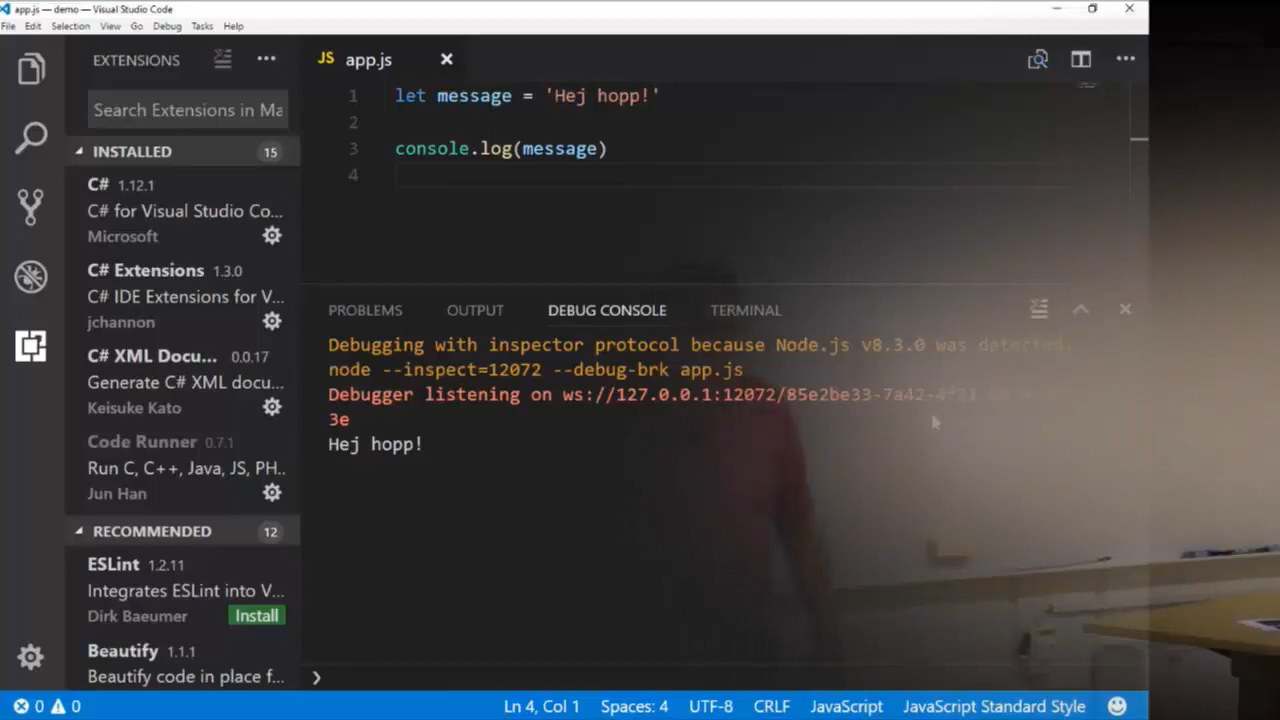 app.js — demo — Visual Studio Code
File Edit Selection View Go Debug Tasks Help
EXTENSIONS
JS app.js
Search Extensions in Ma
INSTALLED 15
C# 1.12.1
C# for Visual Studio Co...
Microsoft
C# Extensions 1.3.0
C# IDE Extensions for V...
jchannon
C# XML Docu... 0.0.17
Generate C# XML docu...
Keisuke Kato
Code Runner 0.7.1
Run C, C++, Java, JS, PH..
Jun Han
RECOMMENDED 12
ESLint 1.2.11
Integrates ESLint into V...
Dirk Baeumer Install
Beautify 1.1.1
Beautify code in place f...
1 let message = 'Hej hopp!'
2
3 console.log(message)
4
PROBLEMS OUTPUT DEBUG CONSOLE TERMINAL
Debugging with inspector protocol because Node.js v8.3.0 was detected.
node --inspect=12072 --debug-brk app.js
Debugger listening on ws://127.0.0.1:12072/85e2be33-7a42-
3e
Hej hopp!
0 0 Ln 4, Col 1 Spaces: 4 UTF-8 CRLF JavaScript JavaScript Standard Style